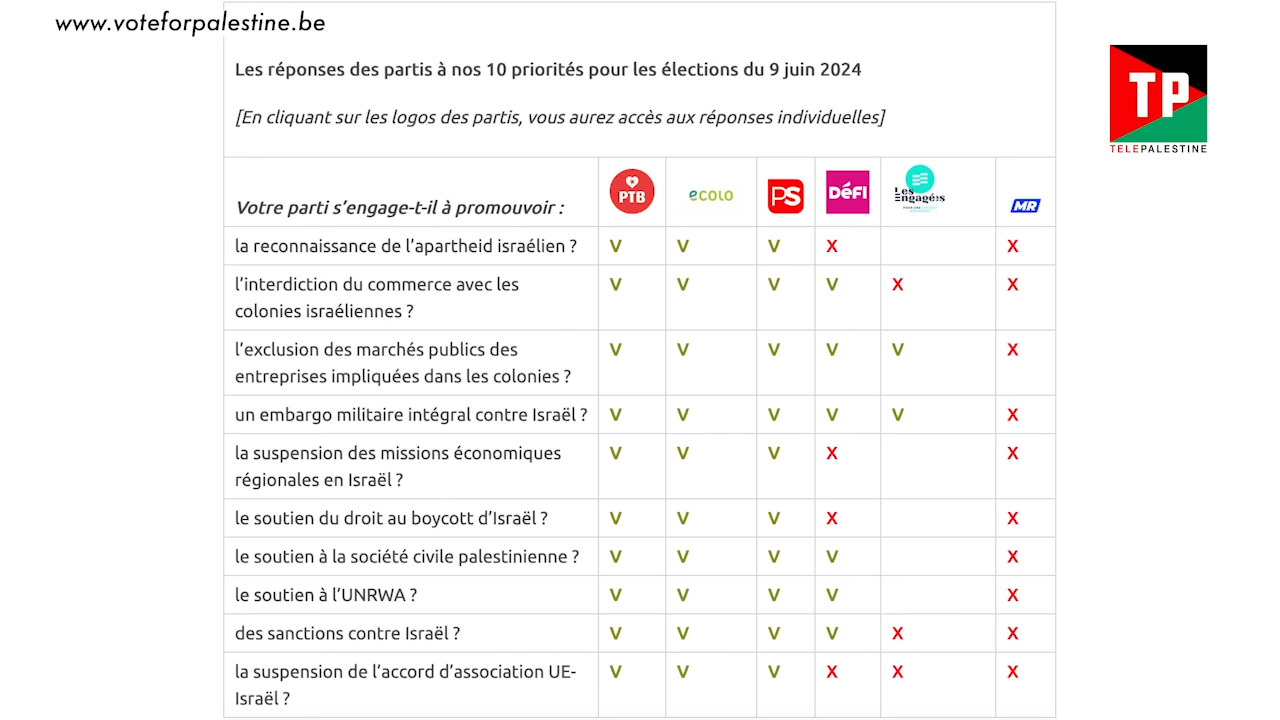 www.voteforpalestine.be
Les réponses des partis à nos 10 priorités pour les élections du 9 juin 2024
[En cliquant sur les logos des partis, vous aurez accès aux réponses individuelles]
TP
TELEPALESTINE
Votre parti s’engage-t-il à promouvoir : PTB ecolo PS DéFI Les Engagés MR
la reconnaissance de l’apartheid israélien ? V V V X X
l’interdiction du commerce avec les
colonies israéliennes ? V V V V X X
l’exclusion des marchés publics des
entreprises impliquées dans les colonies ? V V V V V X
un embargo militaire intégral contre Israël ? V V V V V X
la suspension des missions économiques
régionales en Israël ? V V V X X
le soutien du droit au boycott d’Israël ? V V V X X
le soutien à la société civile palestinienne ? V V V V X
le soutien à l’UNRWA ? V V V V X
des sanctions contre Israël ? V V V V X X
la suspension de l’accord d’association UE-
Israël ? V V V X X X